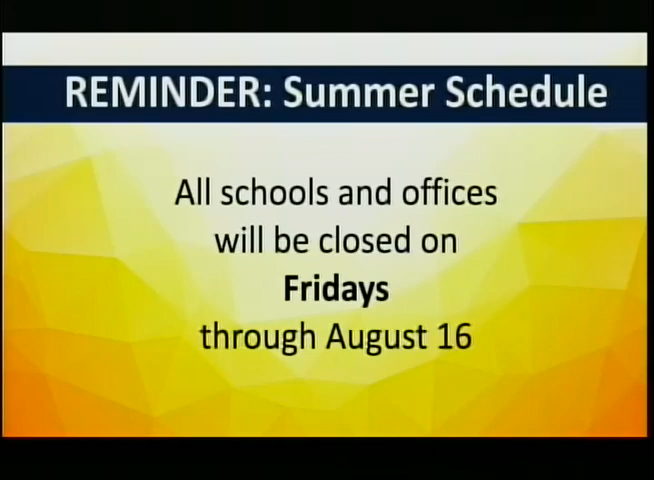 REMINDER: Summer Schedule
All schools and offices
will be closed on
Fridays
through August 16